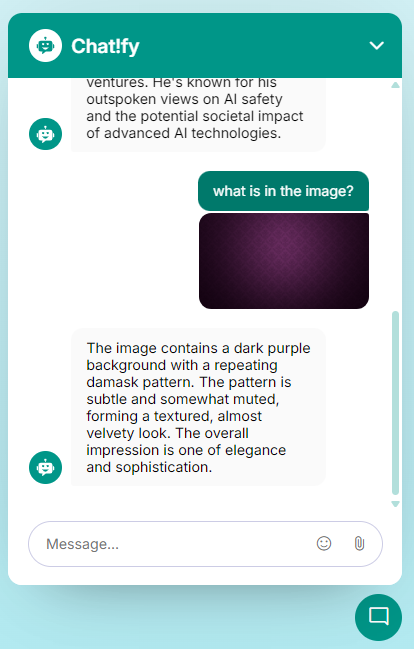 Chat!fy
ventures. He's known for his
outspoken views on AI safety
and the potential societal impact
of advanced AI technologies.
what is in the image?
The image contains a dark purple
background with a repeating
damask pattern. The pattern is
subtle and somewhat muted,
forming a textured, almost
velvety look. The overall
impression is one of elegance
and sophistication.
Message...